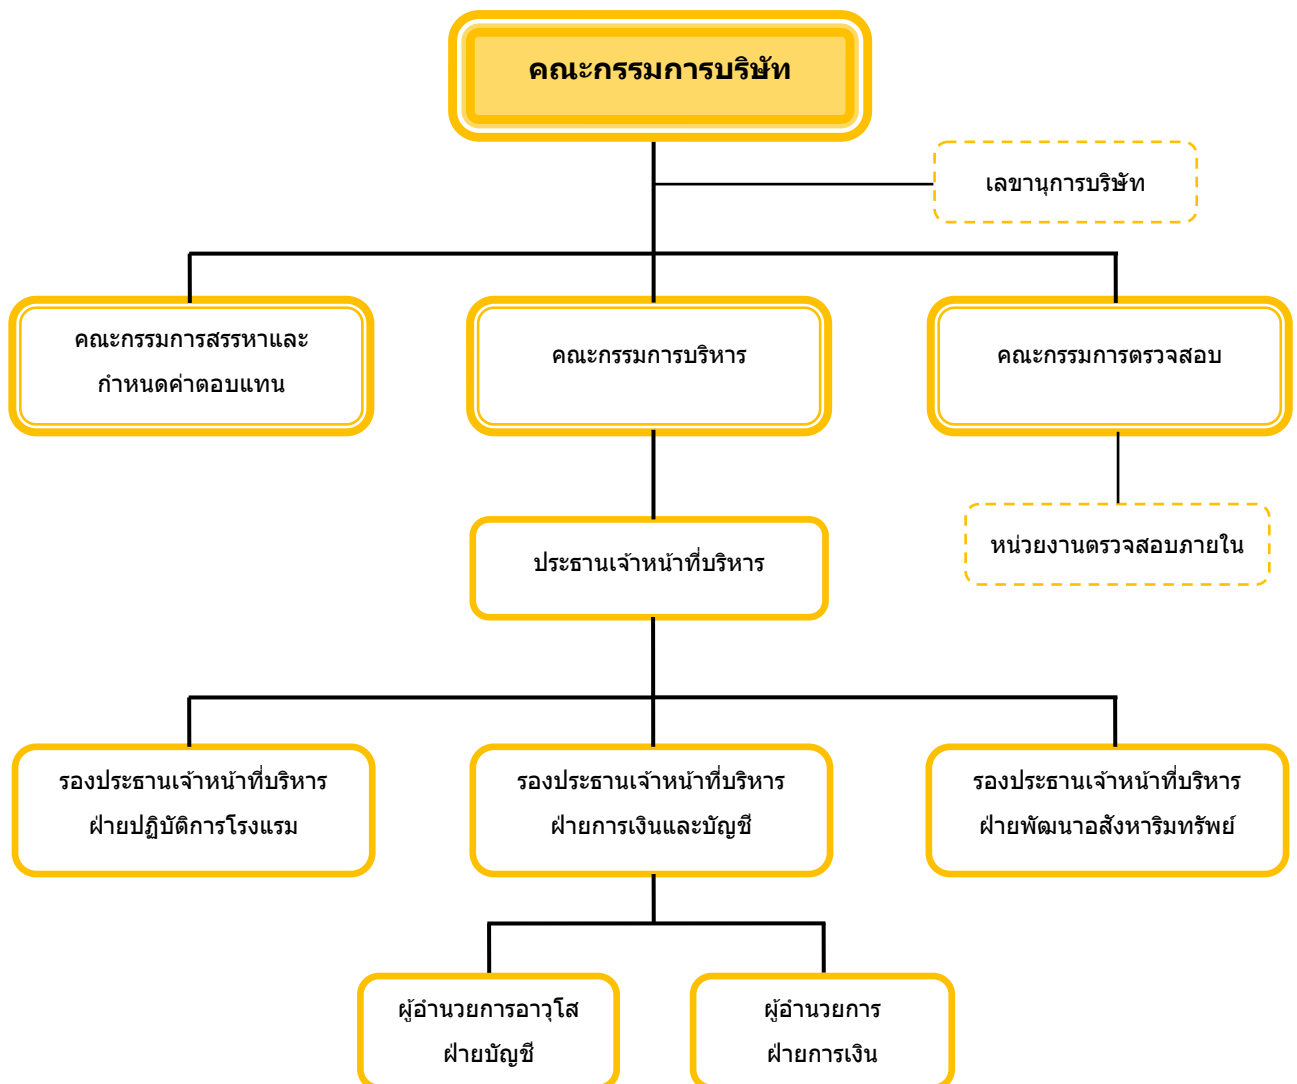 คณะกรรมการบริษัท
เลขานุการบริษัท
คณะกรรมการสรรหาและ
กำหนดค่าตอบแทน
คณะกรรมการบริหาร
คณะกรรมการตรวจสอบ
ประธานเจ้าหน้าที่บริหาร
หน่วยงานตรวจสอบภายใน
รองประธานเจ้าหน้าที่บริหาร
ฝ่ายปฏิบัติการโรงแรม
รองประธานเจ้าหน้าที่บริหาร
ฝ่ายการเงินและบัญชี
รองประธานเจ้าหน้าที่บริหาร
ฝ่ายพัฒนาอสังหาริมทรัพย์
ผู้อำนวยการอาวุโส
ฝ่ายบัญชี
ผู้อำนวยการ
ฝ่ายการเงิน